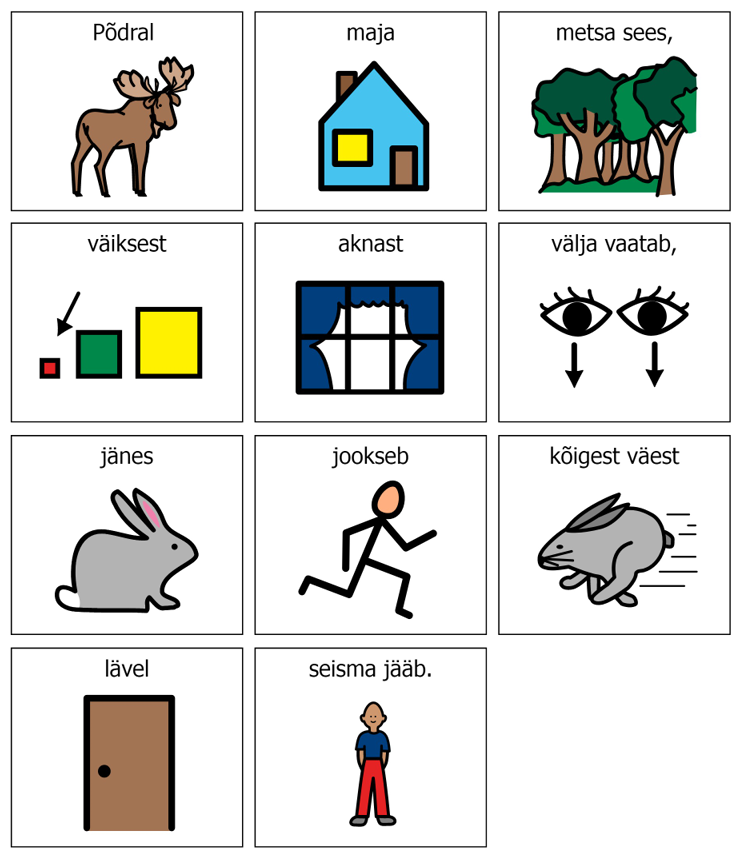 Põdral maja metsa sees,
väiksest aknast välja vaatab,
jänes jookseb kõigest väest
lävel seisma jääb.